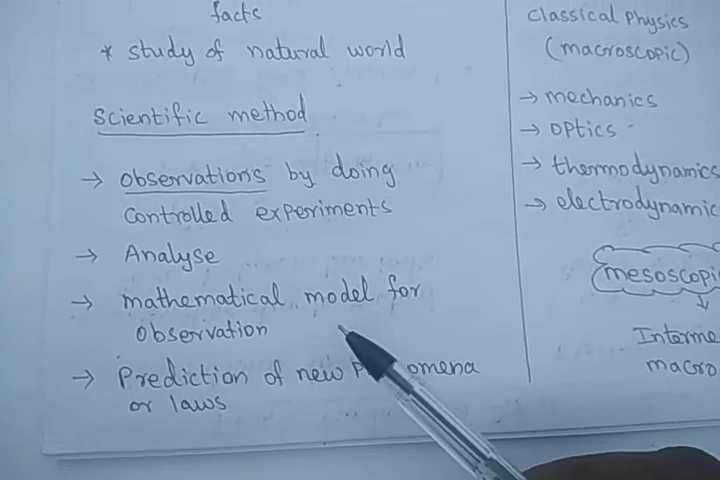 facts
* study of natural world
Scientific method
→ observations by doing
controlled experiments
→ Analyse
→ mathematical model for
observation
→ Prediction of new omena
or laws
Classical Physics
(macroscopic)
→ mechanics
→ optics
→ thermodynamics
→ electrodynamic
mesoscopi
Interme
macro